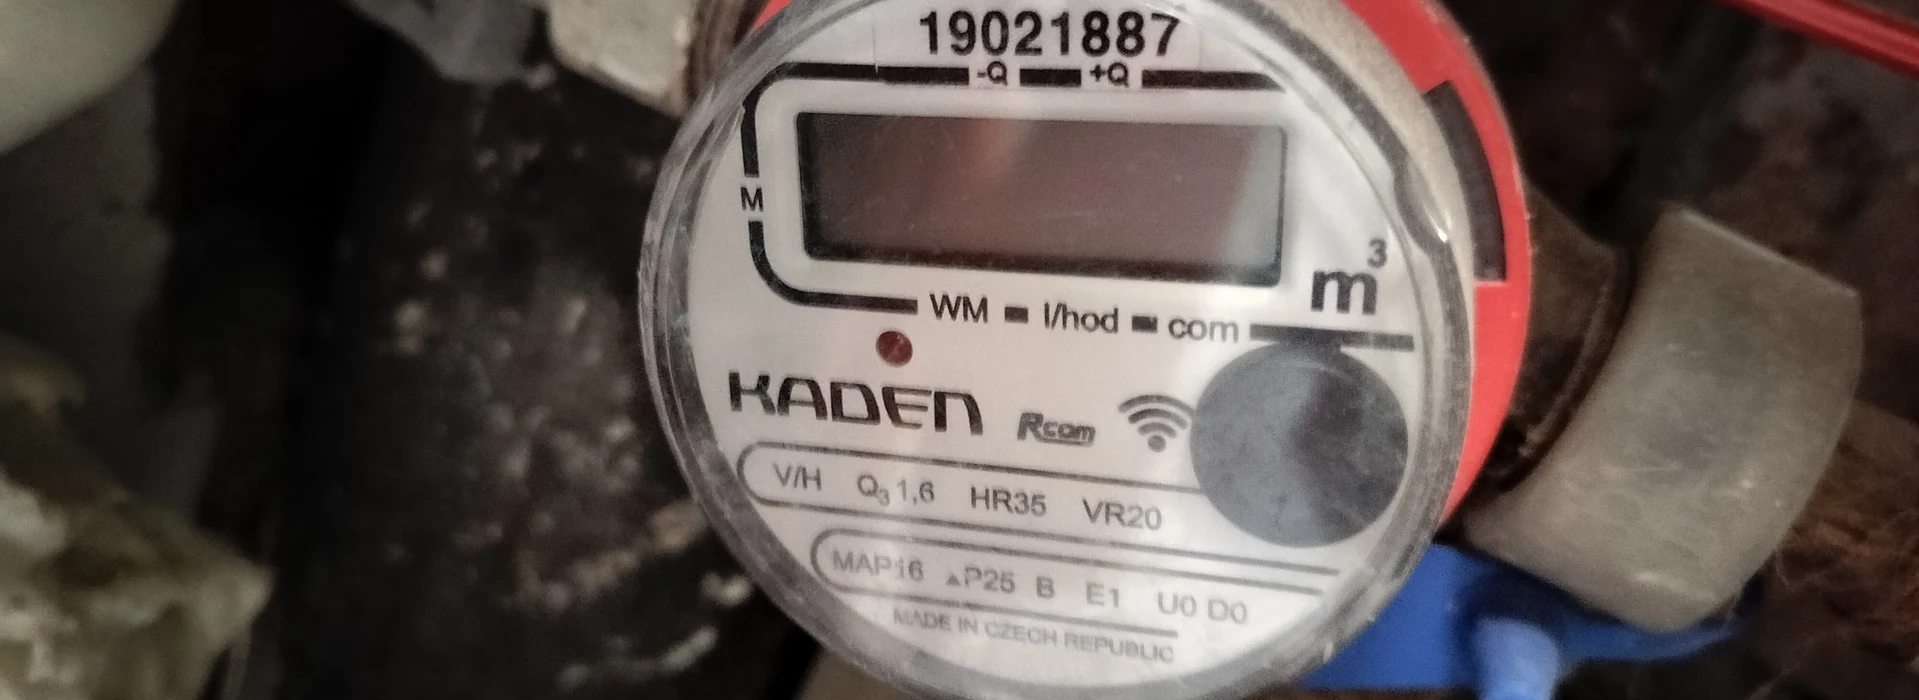 19021887
-Q +Q
M
m³
WM l/hod com
KADEN Rcom
V/H Q₃ 1,6 HR35 VR20
MAP16 ▲P25 B E1 U0 D0
MADE IN CZECH REPUBLIC